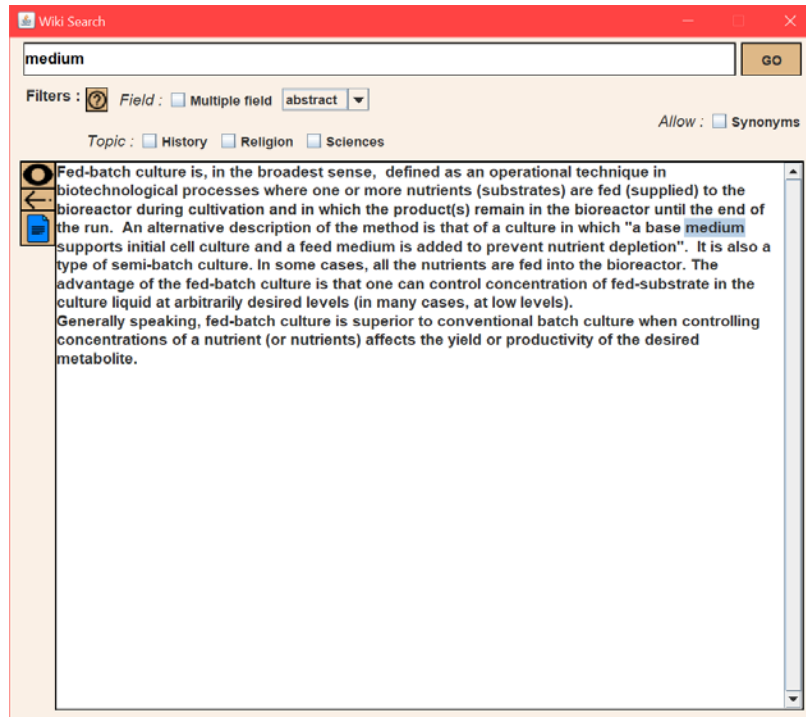 Wiki Search
medium
GO
Filters : ? Field : Multiple field abstract
Allow : Synonyms
Topic : History Religion Sciences
Fed-batch culture is, in the broadest sense,  defined as an operational technique in
biotechnological processes where one or more nutrients (substrates) are fed (supplied) to the
bioreactor during cultivation and in which the product(s) remain in the bioreactor until the end of
the run.  An alternative description of the method is that of a culture in which "a base medium
supports initial cell culture and a feed medium is added to prevent nutrient depletion".  It is also a
type of semi-batch culture. In some cases, all the nutrients are fed into the bioreactor. The
advantage of the fed-batch culture is that one can control concentration of fed-substrate in the
culture liquid at arbitrarily desired levels (in many cases, at low levels).
Generally speaking, fed-batch culture is superior to conventional batch culture when controlling
concentrations of a nutrient (or nutrients) affects the yield or productivity of the desired
metabolite.